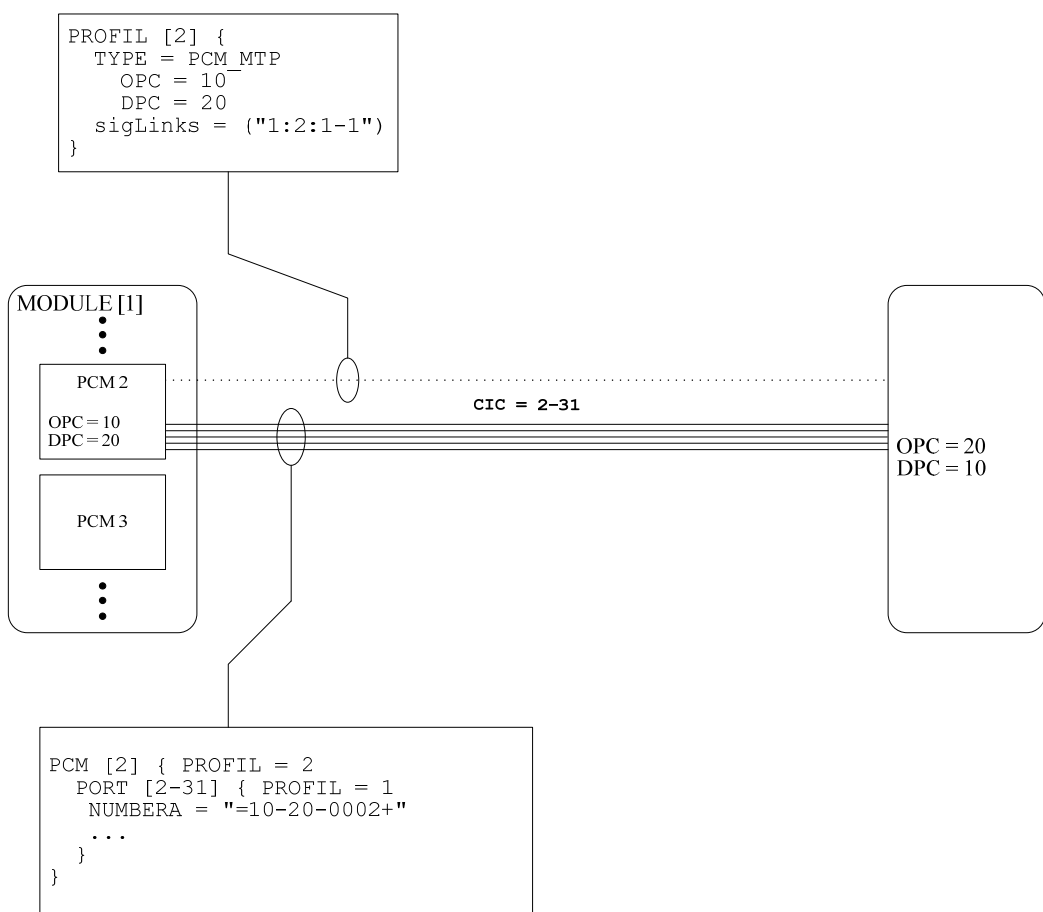 PROFIL [2] {
TYPE = PCM_MTP
OPC = 10
DPC = 20
sigLinks = ("1:2:1-1")
}
MODULE [1]
PCM 2
OPC = 10
DPC = 20
CIC = 2-31
OPC = 20
DPC = 10
PCM 3
PCM [2] { PROFIL = 2
PORT [2-31] { PROFIL = 1
NUMBERA = "=10-20-0002+"
...
}
}